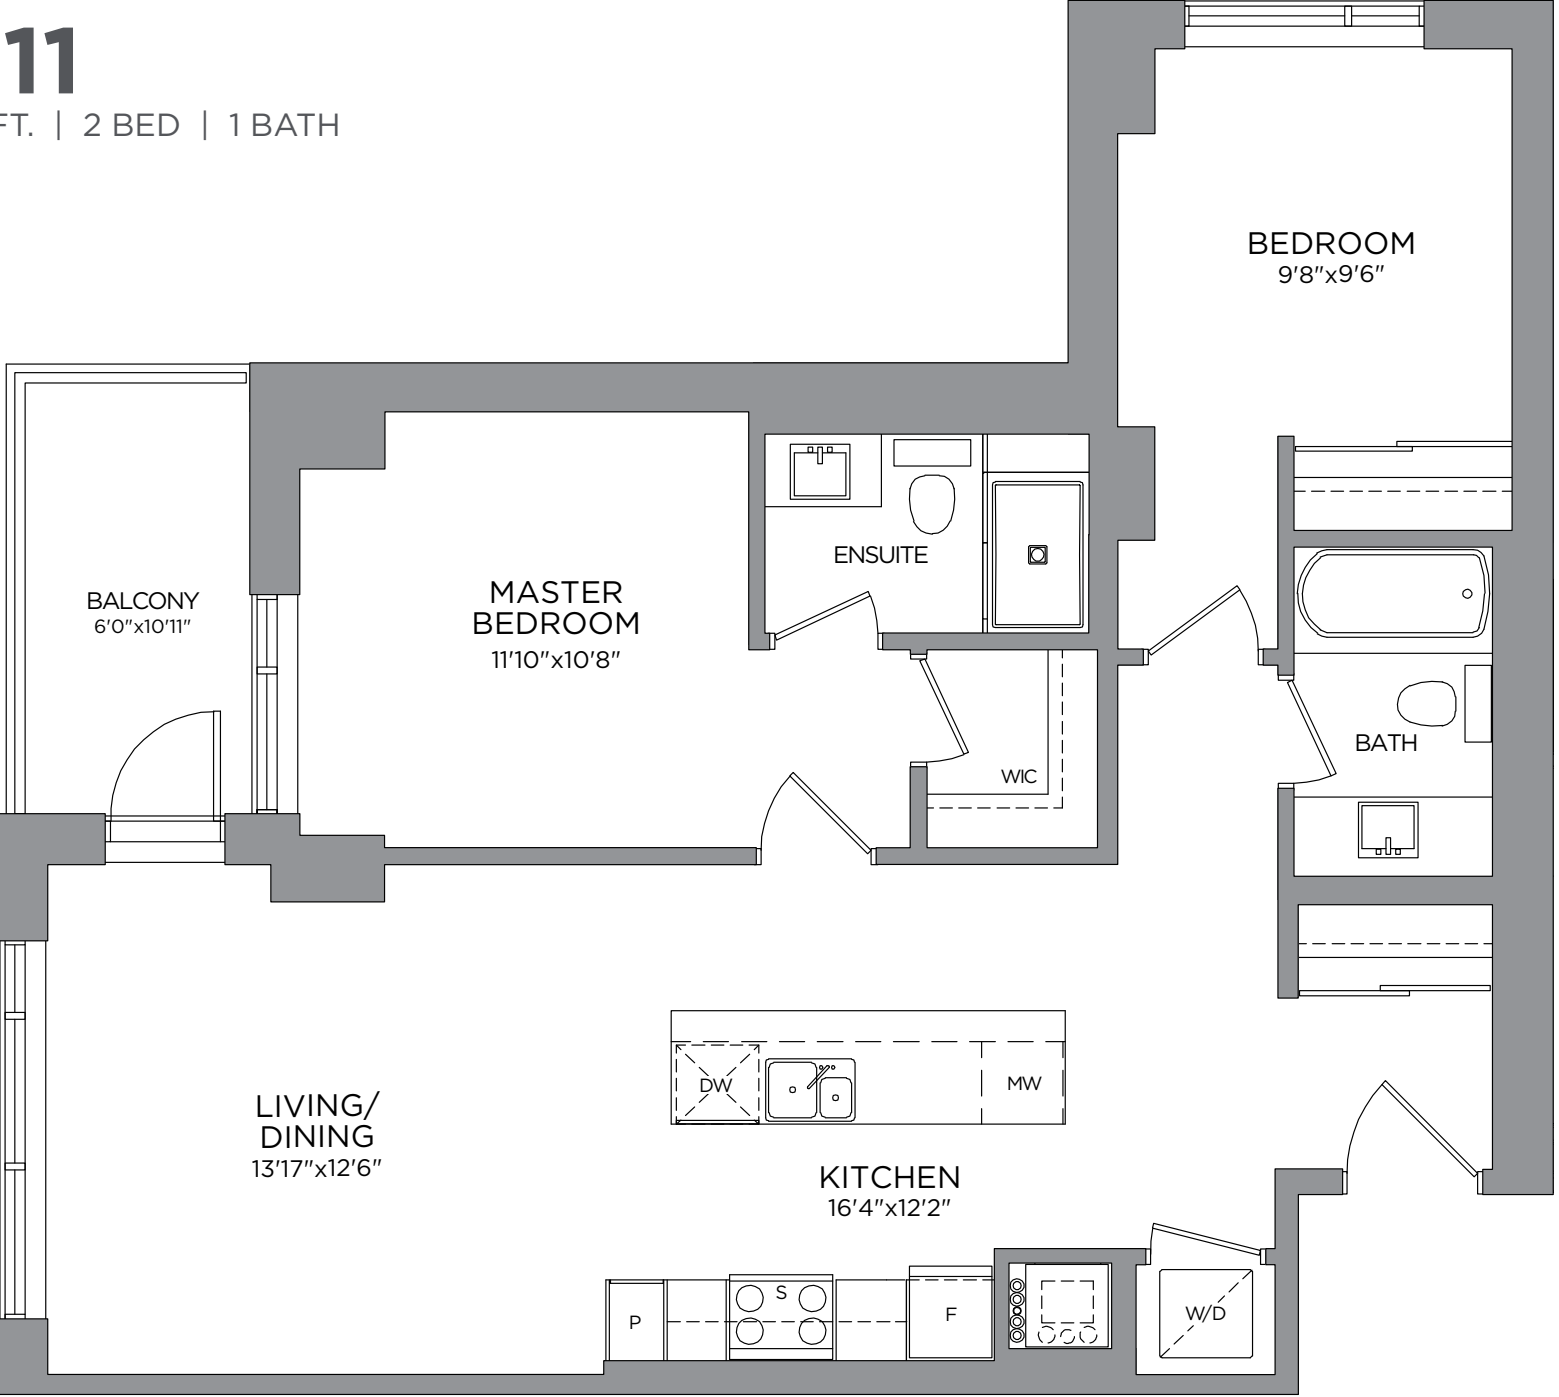 11
FT. | 2 BED | 1 BATH
BEDROOM
9'8"x9'6"
BALCONY
6'0"x10'11"
MASTER
BEDROOM
11'10"x10'8"
ENSUITE
WIC
BATH
LIVING/
DINING
13'17"x12'6"
DW
MW
KITCHEN
16'4"x12'2"
P
S
F
W/D